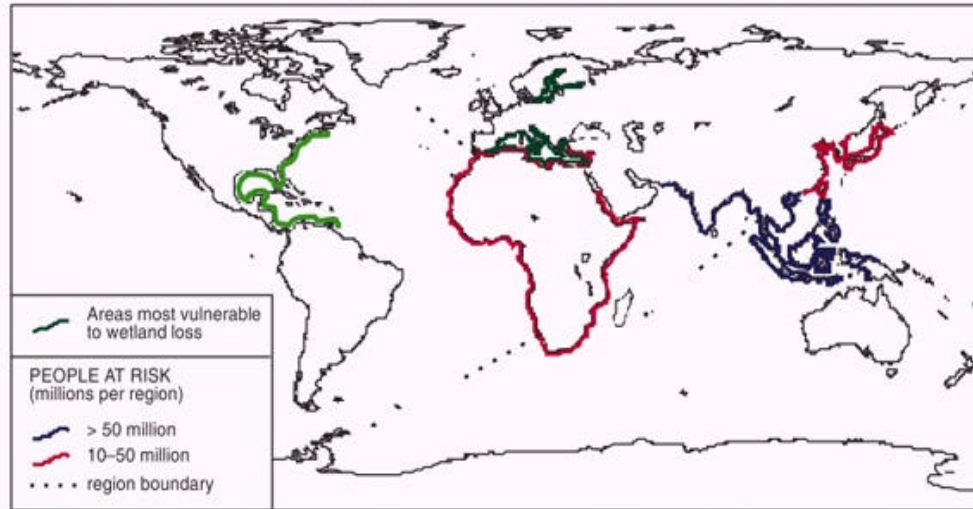 Areas most vulnerable
to wetland loss
PEOPLE AT RISK
(millions per region)
> 50 million
10–50 million
region boundary